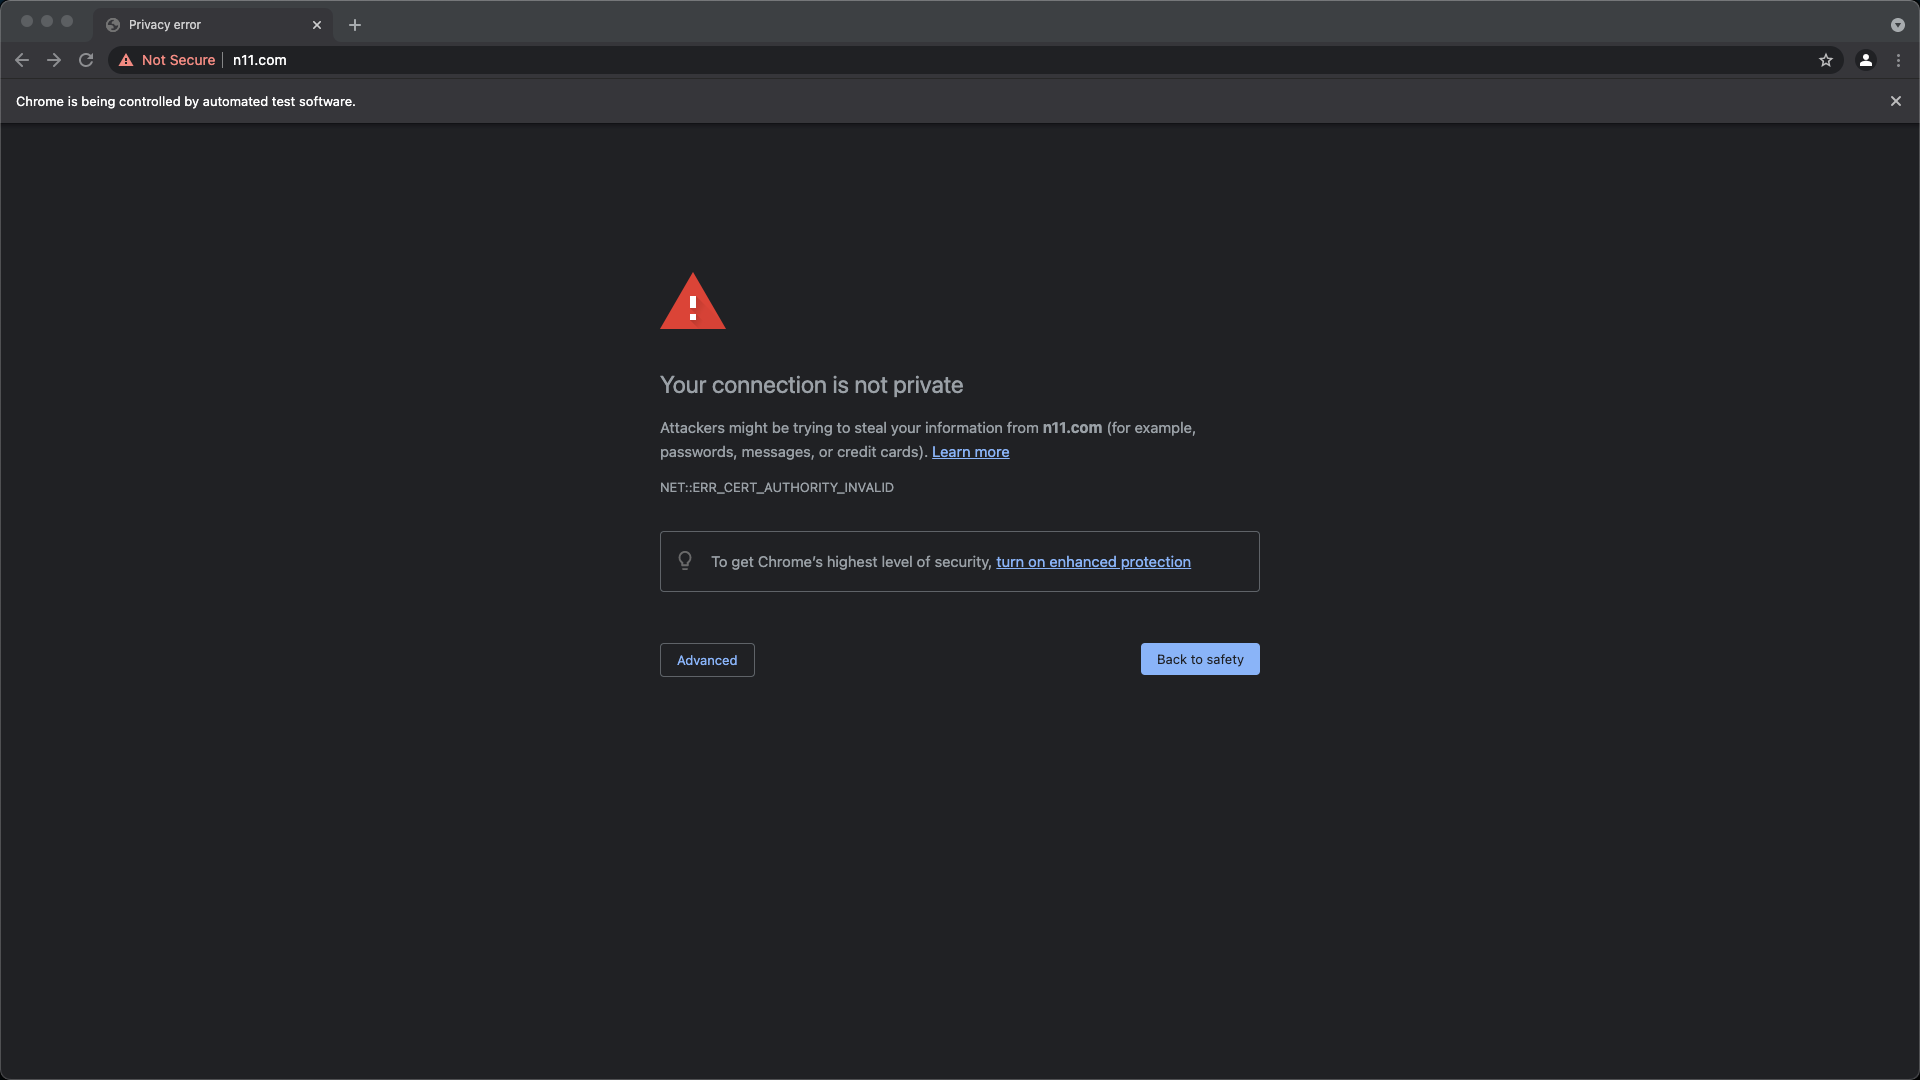 Privacy error
Not Secure
n11.com
Chrome is being controlled by automated test software.
Your connection is not private
Attackers might be trying to steal your information from n11.com (for example,
passwords, messages, or credit cards). Learn more
NET::ERR_CERT_AUTHORITY_INVALID
To get Chrome's highest level of security, turn on enhanced protection
Advanced
Back to safety